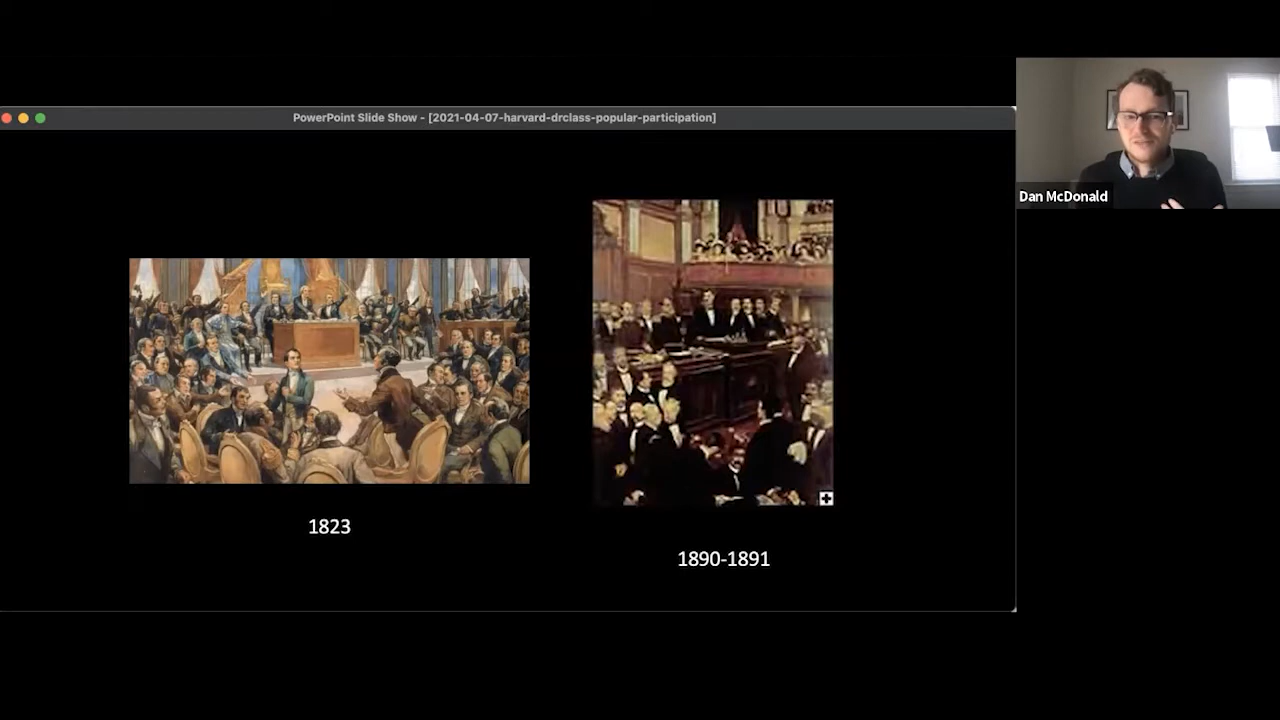 PowerPoint Slide Show - [2021-04-07-harvard-drclass-popular-participation]
Dan McDonald
1823
1890-1891